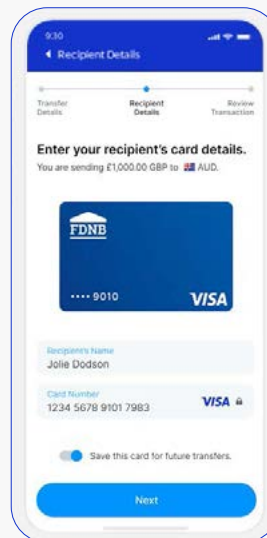 9:30
Recipient Details
Transfer Details
Recipient Details
Review Transaction
Enter your recipient's card details.
You are sending £1,000.00 GBP to AUD.
FDNB
•••• 9010
VISA
Recipient's Name
Jolie Dodson
Card Number
1234 5678 9101 7983
VISA
Save this card for future transfers.
Next